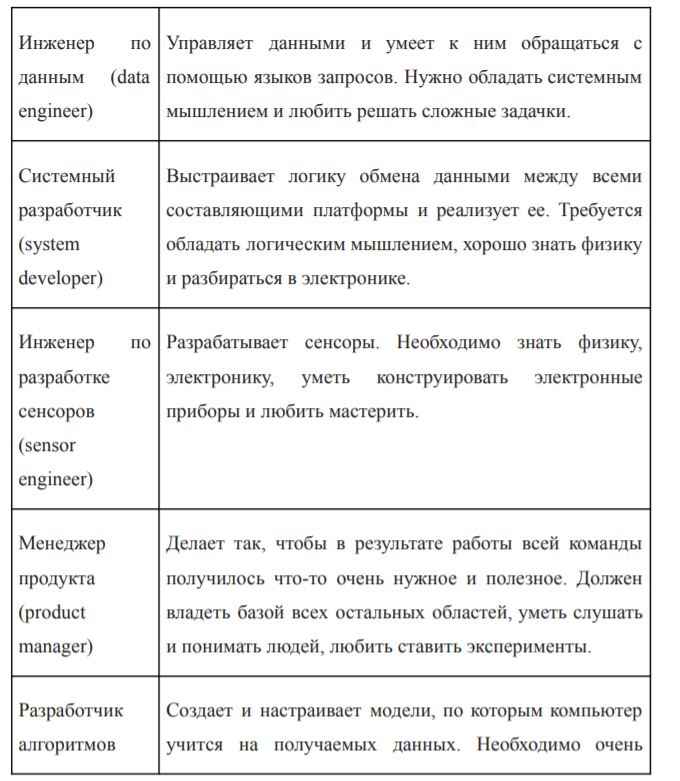 Инженер по
данным (data
engineer)
Управляет данными и умеет к ним обращаться с
помощью языков запросов. Нужно обладать системным
мышлением и любить решать сложные задачки.
Системный
разработчик
(system
developer)
Выстраивает логику обмена данными между всеми
составляющими платформы и реализует ее. Требуется
обладать логическим мышлением, хорошо знать физику
и разбираться в электронике.
Инженер по
разработке
сенсоров
(sensor
engineer)
Разрабатывает сенсоры. Необходимо знать физику,
электронику, уметь конструировать электронные
приборы и любить мастерить.
Менеджер
продукта
(product
manager)
Делает так, чтобы в результате работы всей команды
получилось что-то очень нужное и полезное. Должен
владеть базой всех остальных областей, уметь слушать
и понимать людей, любить ставить эксперименты.
Разработчик
алгоритмов
Создает и настраивает модели, по которым компьютер
учится на получаемых данных. Необходимо очень